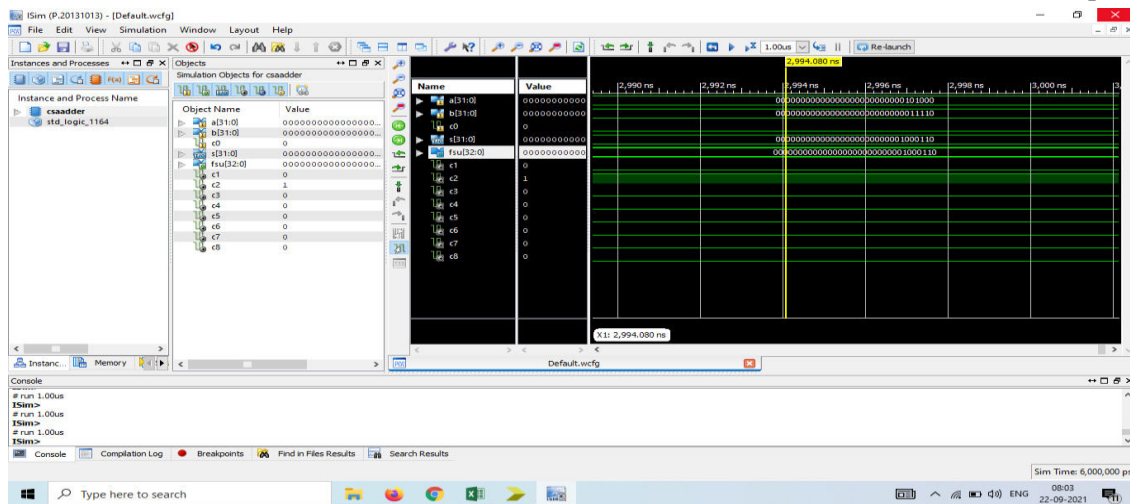 ISim (P.20131013) - [Default.wcfg]
File Edit View Simulation Window Layout Help
1.00us Re-launch
Instances and Processes
Instance and Process Name
csaadder
std_logic_1164
Instanc... Memory
Objects
Simulation Objects for csaadder
Object Name Value
a[31:0] 0000000000000000...
b[31:0] 0000000000000000...
c0 0
s[31:0] 0000000000000000...
fsu[32:0] 0000000000000000...
c1 0
c2 1
c3 0
c4 0
c5 0
c6 0
c7 0
c8 0
Name Value
a[31:0] 00000000000
b[31:0] 00000000000
c0 0
s[31:0] 00000000000
fsu[32:0] 00000000000
c1 0
c2 1
c3 0
c4 0
c5 0
c6 0
c7 0
c8 0
2,994.080 ns
2,990 ns 2,992 ns 2,994 ns 2,996 ns 2,998 ns 3,000 ns 3,
00000000000000000000000000101000
00000000000000000000000000011110
00000000000000000000000001000110
000000000000000000000000001000110
X1: 2,994.080 ns
Default.wcfg
Console
# run 1.00us
ISim>
# run 1.00us
ISim>
# run 1.00us
ISim>
Console Compilation Log Breakpoints Find in Files Results Search Results
Sim Time: 6,000,000 ps
Type here to search
ENG 08:03
22-09-2021